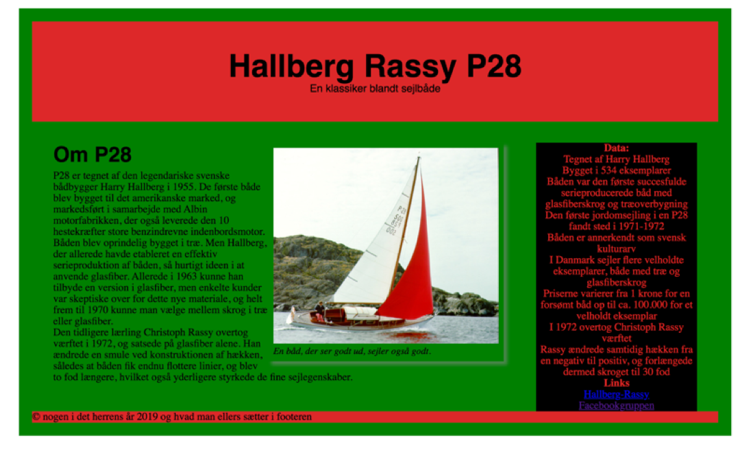 Hallberg Rassy P28
En klassiker blandt sejlbåde
Om P28
P28 er tegnet af den legendariske svenske
bådbygger Harry Hallberg i 1955. De første både
blev bygget til det amerikanske marked, og
markedsført i samarbejde med Albin
motorfabrikken, der også leverede den 10
hestekræfter store benzindrevne indenbordsmotor.
Båden blev oprindelig bygget i træ. Men Hallberg,
der allerede havde etableret en effektiv
serieproduktion af båden, så hurtigt ideen i at
anvende glasfiber. Allerede i 1963 kunne han
tilbyde en version i glasfiber, men enkelte kunder
var skeptiske over for dette nye materiale, og helt
frem til 1970 kunne man vælge mellem skrog i træ
eller glasfiber.
Den tidligere lærling Christoph Rassy overtog
værftet i 1972, og satsede på glasfiber alene. Han
ændrede en smule ved konstruktionen af hækken,
således at båden fik endnu flottere linier, og blev
to fod længere, hvilket også yderligere styrkede de fine sejlegenskaber.
En båd, der ser godt ud, sejler også godt.
Data:
Tegnet af Harry Hallberg
Bygget i 534 eksemplarer
Båden var den første succesfulde
serieproducerede båd med
glasfiberskrog og træoverbygning
Den første jordomsejling i en P28
fandt sted i 1971-1972
Båden er annerkendt som svensk
kulturarv
I Danmark sejler flere velholdte
eksemplarer, både med træ og
glasfiberskrog
Priserne varierer fra 1 krone for en
forsømt båd op til ca. 100.000 for et
velholdt eksemplar
I 1972 overtog Christoph Rassy
værftet
Rassy ændrede samtidig hækken fra
en negativ til positiv, og forlængede
dermed skroget til 30 fod
Links
Hallberg-Rassy
Facebookgruppen
© nogen i det herrens år 2019 og hvad man ellers sætter i footeren